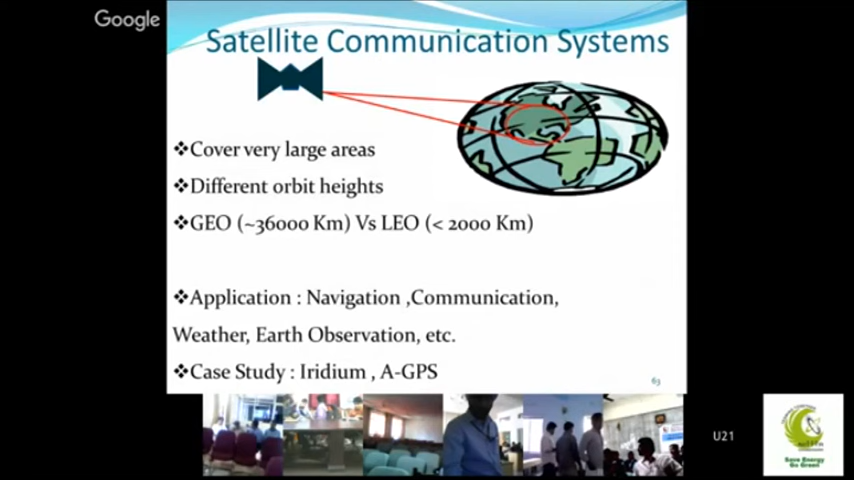 Google
Satellite Communication Systems
❖Cover very large areas
❖Different orbit heights
❖GEO (~36000 Km) Vs LEO (< 2000 Km)
❖Application : Navigation ,Communication,
Weather, Earth Observation, etc.
❖Case Study : Iridium , A-GPS
63
U21
Save Energy
Go Green